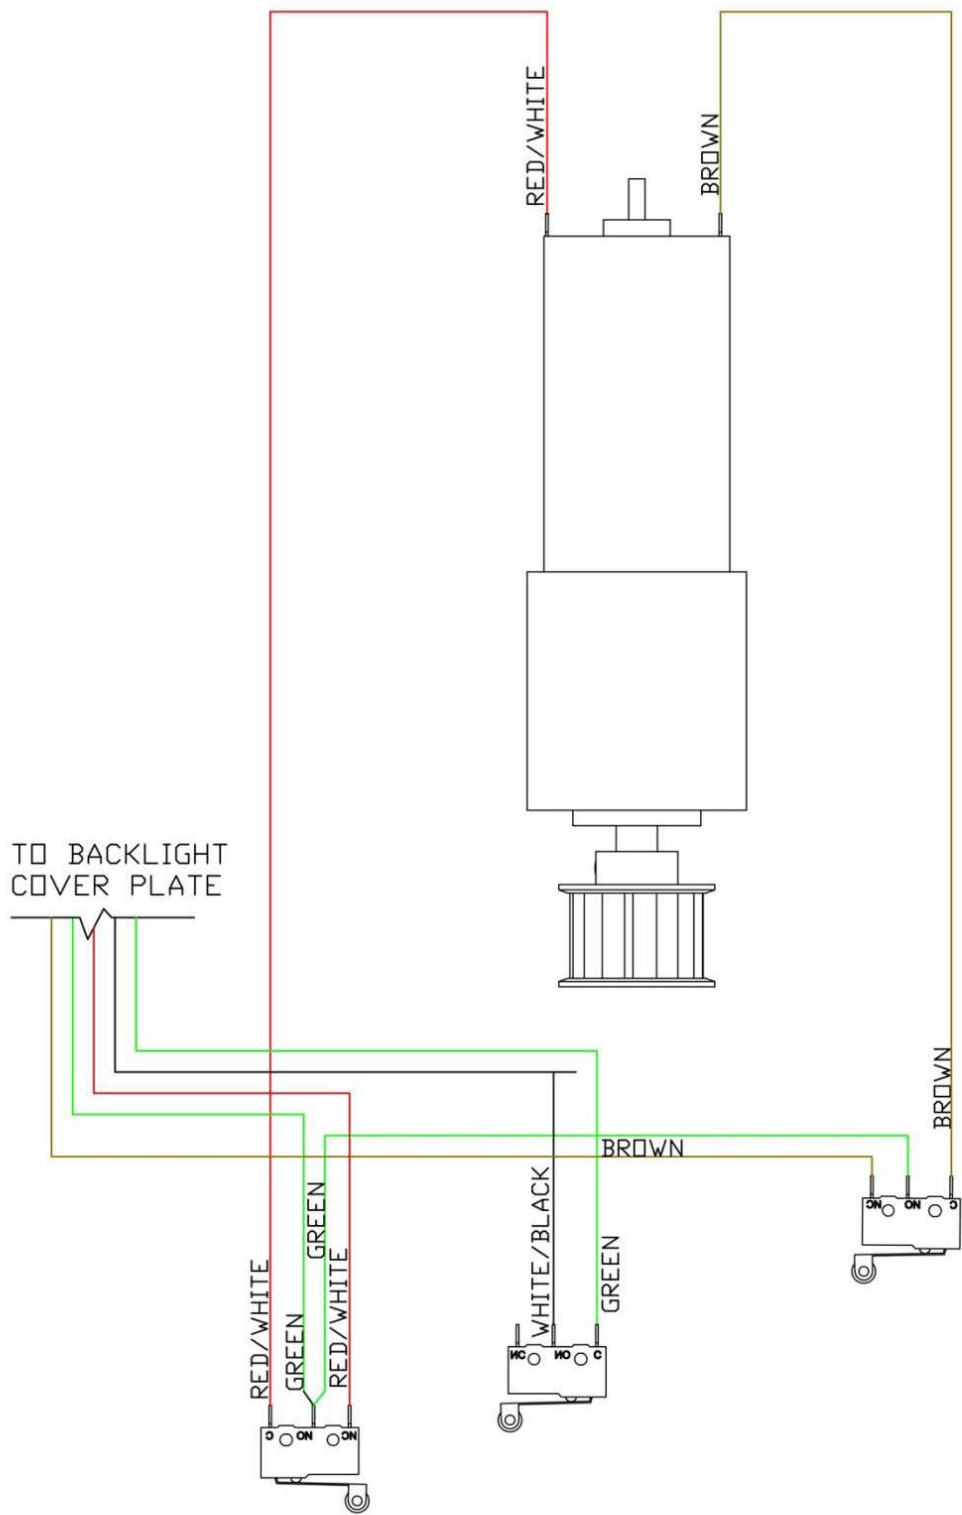 RED/WHITE
BROWN
TO BACKLIGHT
COVER PLATE
BROWN
BROWN
GREEN
WHITE/BLACK
GREEN
RED/WHITE
GREEN
RED/WHITE
NC NO C
NC NO C
C NO NC